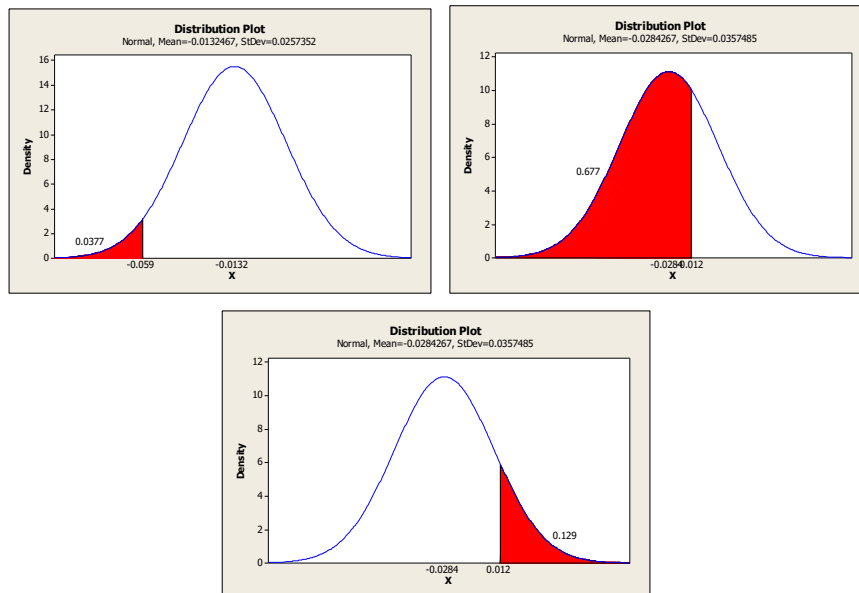 Distribution Plot
Normal, Mean=-0.0132467, StDev=0.0257352
16
14
12
10
8
6
4
2
0
Density
0.0377
-0.059
-0.0132
X
Distribution Plot
Normal, Mean=-0.0284267, StDev=0.0357485
12
10
8
6
4
2
0
Density
0.677
-0.0284
-0.012
X
Distribution Plot
Normal, Mean=-0.0284267, StDev=0.0357485
12
10
8
6
4
2
0
Density
0.129
-0.0284
0.012
X